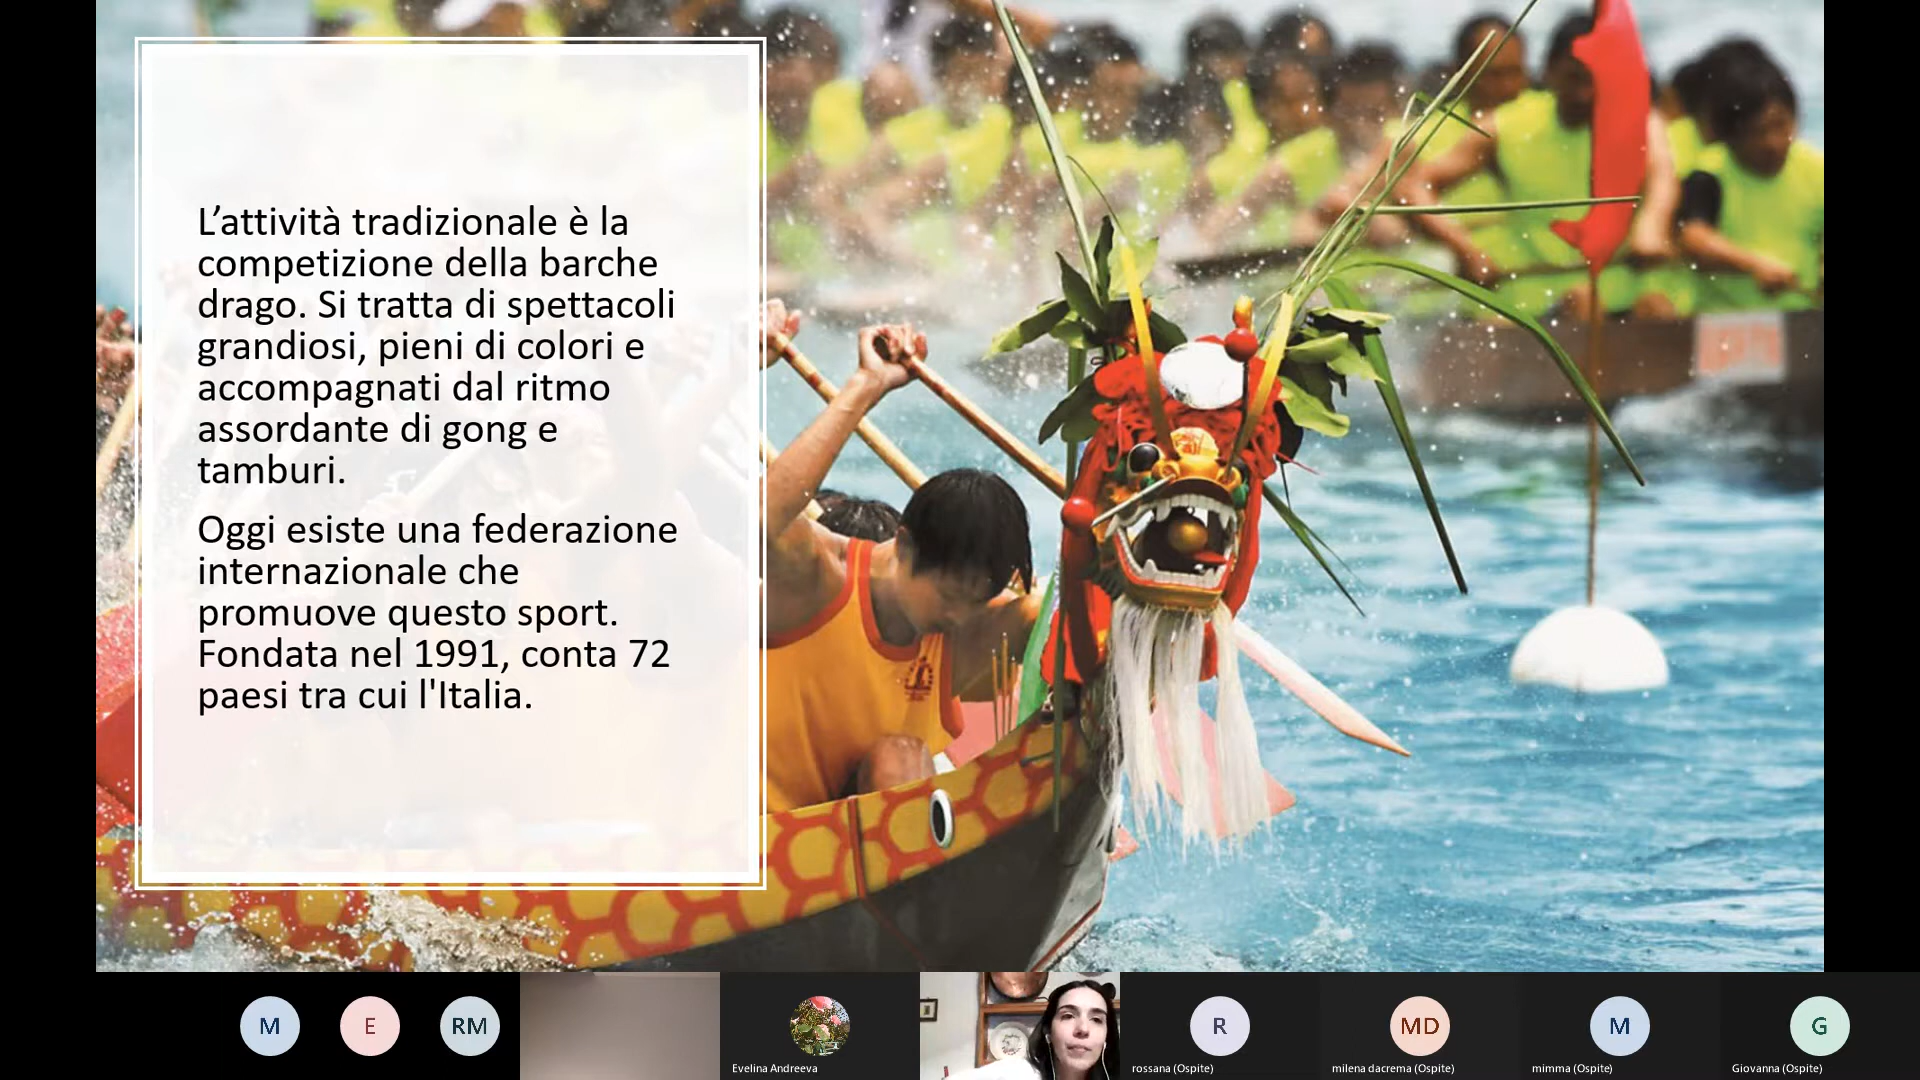 L’attività tradizionale è la
competizione della barche
drago. Si tratta di spettacoli
grandiosi, pieni di colori e
accompagnati dal ritmo
assordante di gong e
tamburi.
Oggi esiste una federazione
internazionale che
promuove questo sport.
Fondata nel 1991, conta 72
paesi tra cui l'Italia.
M
E
RM
Evelina Andreeva
R
rossana (Ospite)
MD
milena dacrema (Ospite)
M
mimma (Ospite)
G
Giovanna (Ospite)